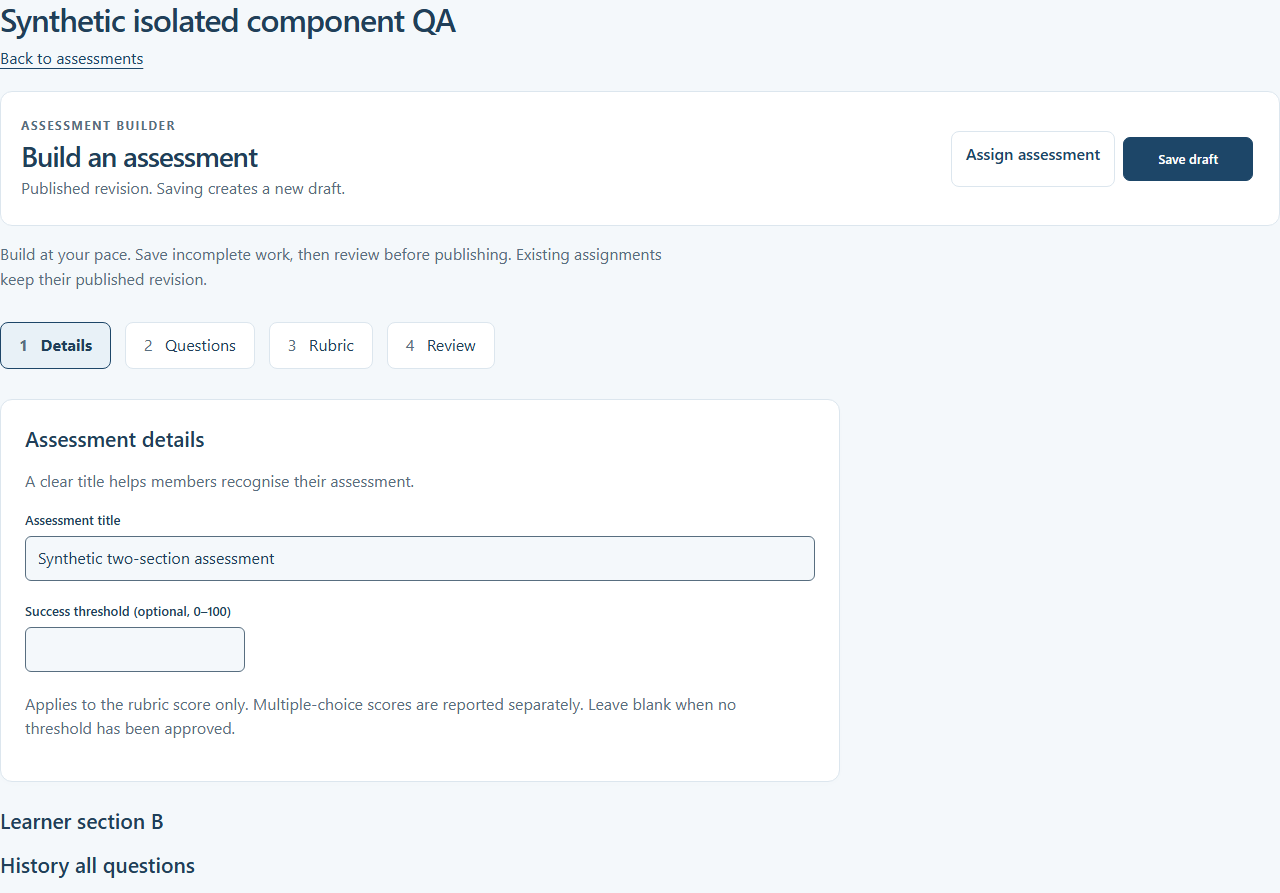 Synthetic isolated component QA
Back to assessments
ASSESSMENT BUILDER
Build an assessment
Published revision. Saving creates a new draft.
Assign assessment
Save draft
Build at your pace. Save incomplete work, then review before publishing. Existing assignments
keep their published revision.
1 Details
2 Questions
3 Rubric
4 Review
Assessment details
A clear title helps members recognise their assessment.
Assessment title
Synthetic two-section assessment
Success threshold (optional, 0–100)
Applies to the rubric score only. Multiple-choice scores are reported separately. Leave blank when no
threshold has been approved.
Learner section B
History all questions